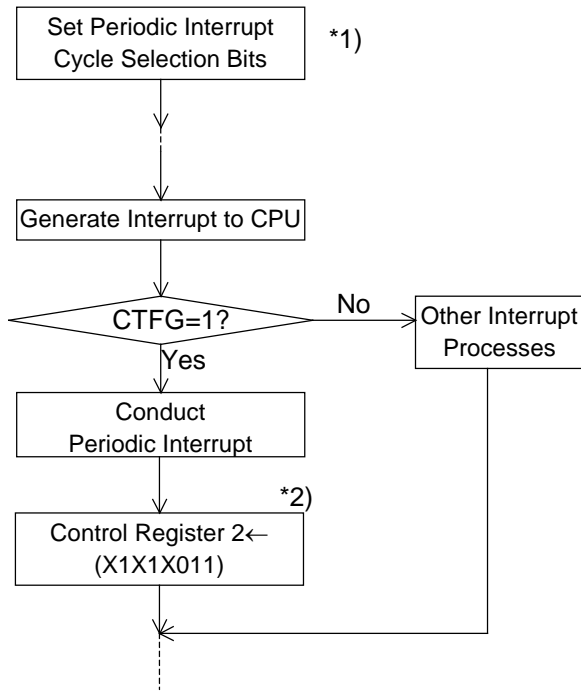 Set Periodic Interrupt
Cycle Selection Bits
*1)
Generate Interrupt to CPU
CTFG=1?
No
Other Interrupt
Processes
Yes
Conduct
Periodic Interrupt
*2)
Control Register 2←
(X1X1X011)